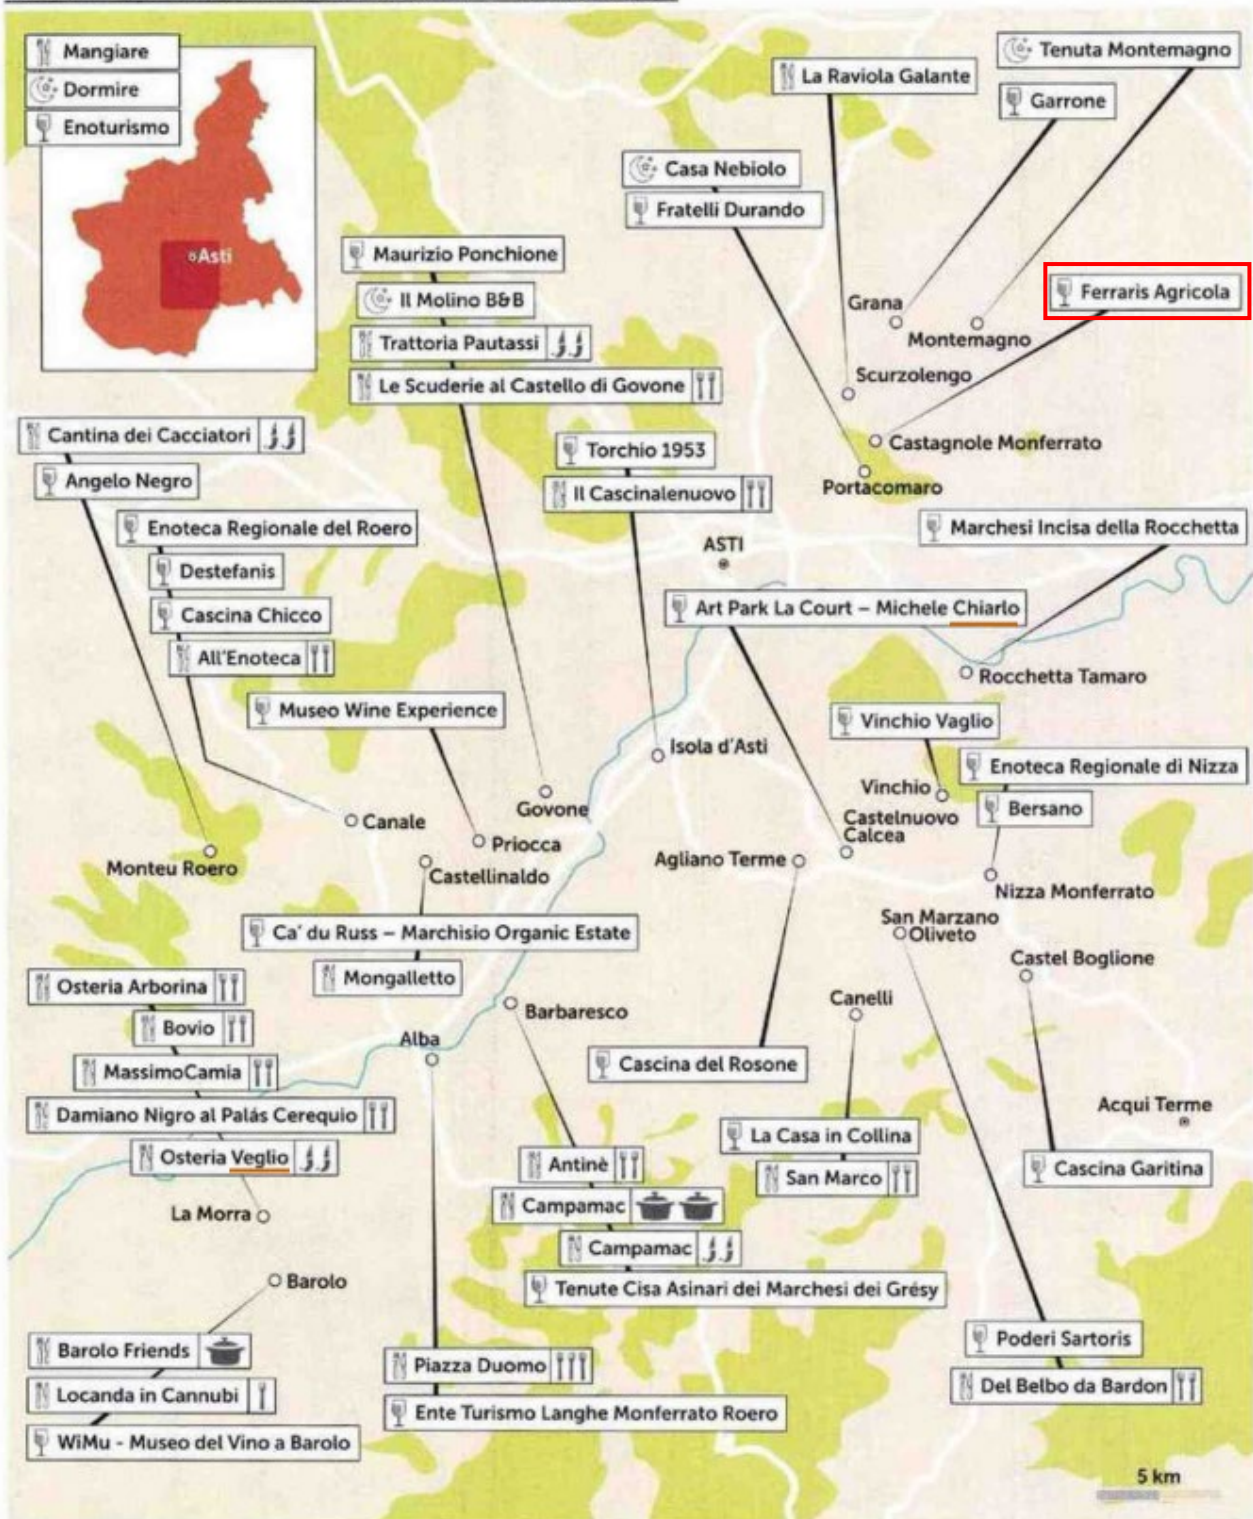 Mangiare
Dormire
Enoturismo
Asti
Tenuta Montemagno
La Raviola Galante
Garrone
Casa Nebiolo
Fratelli Durando
Maurizio Ponchione
Il Molino B&B
Trattoria Pautassi
Le Scuderie al Castello di Govone
Ferraris Agricola
Grana
Montemagno
Scurzolengo
Castagnole Monferrato
Portacomaro
Cantina dei Cacciatori
Angelo Negro
Torchio 1953
Il Cascinalenuovo
Enoteca Regionale del Roero
Destefanis
Cascina Chicco
All'Enoteca
Marchesi Incisa della Rocchetta
ASTI
Art Park La Court – Michele Chiarlo
Rocchetta Tamaro
Museo Wine Experience
Vinchio Vaglio
Isola d'Asti
Enoteca Regionale di Nizza
Bersano
Vinchio
Castelnuovo
Calcea
Govone
Canale
Priocca
Monteu Roero
Castellinaldo
Agliano Terme
Nizza Monferrato
San Marzano
Oliveto
Ca' du Russ – Marchisio Organic Estate
Mongalletto
Castel Boglione
Osteria Arborina
Bovio
MassimoCamia
Damiano Nigro al Palás Cerequio
Osteria Veglio
Barbaresco
Canelli
Alba
Cascina del Rosone
Acqui Terme
La Casa in Collina
San Marco
Cascina Garitina
Antinè
Campamac
Campamac
Tenute Cisa Asinari dei Marchesi dei Grésy
La Morra
Barolo
Barolo Friends
Locanda in Cannubi
WiMu - Museo del Vino a Barolo
Piazza Duomo
Ente Turismo Langhe Monferrato Roero
Poderi Sartoris
Del Belbo da Bardon
5 km